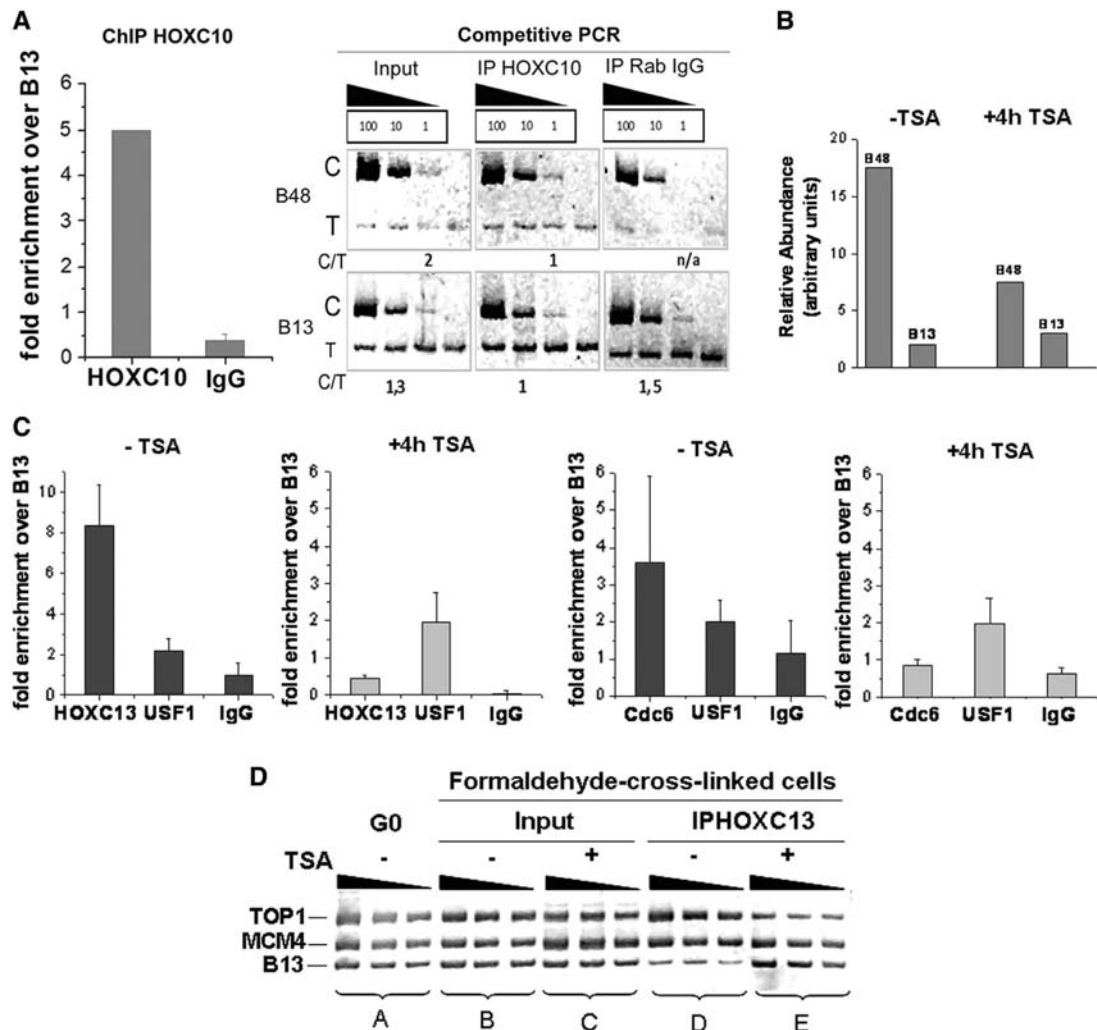 A
ChIP HOXC10
fold enrichment over B13
6
5
4
3
2
1
0
HOXC10 IgG
Competitive PCR
Input IP HOXC10 IP Rab IgG
100 10 1 100 10 1 100 10 1
B48
C
T
C/T 2 1 n/a
B13
C
T
C/T 1,3 1 1,5
B
-TSA +4h TSA
Relative Abundance
(arbitrary units)
20
15
10
5
0
B48
B13
B48
B13
C
- TSA
fold enrichment over B13
10
8
6
4
2
0
HOXC13 USF1 IgG
+4h TSA
fold enrichment over B13
6
5
4
3
2
1
0
HOXC13 USF1 IgG
- TSA
fold enrichment over B13
6
5
4
3
2
1
0
Cdc6 USF1 IgG
+4h TSA
fold enrichment over B13
6
5
4
3
2
1
0
Cdc6 USF1 IgG
D
Formaldehyde-cross-linked cells
G0 Input IPHOXC13
TSA - - + - +
TOP1
MCM4
B13
A B C D E